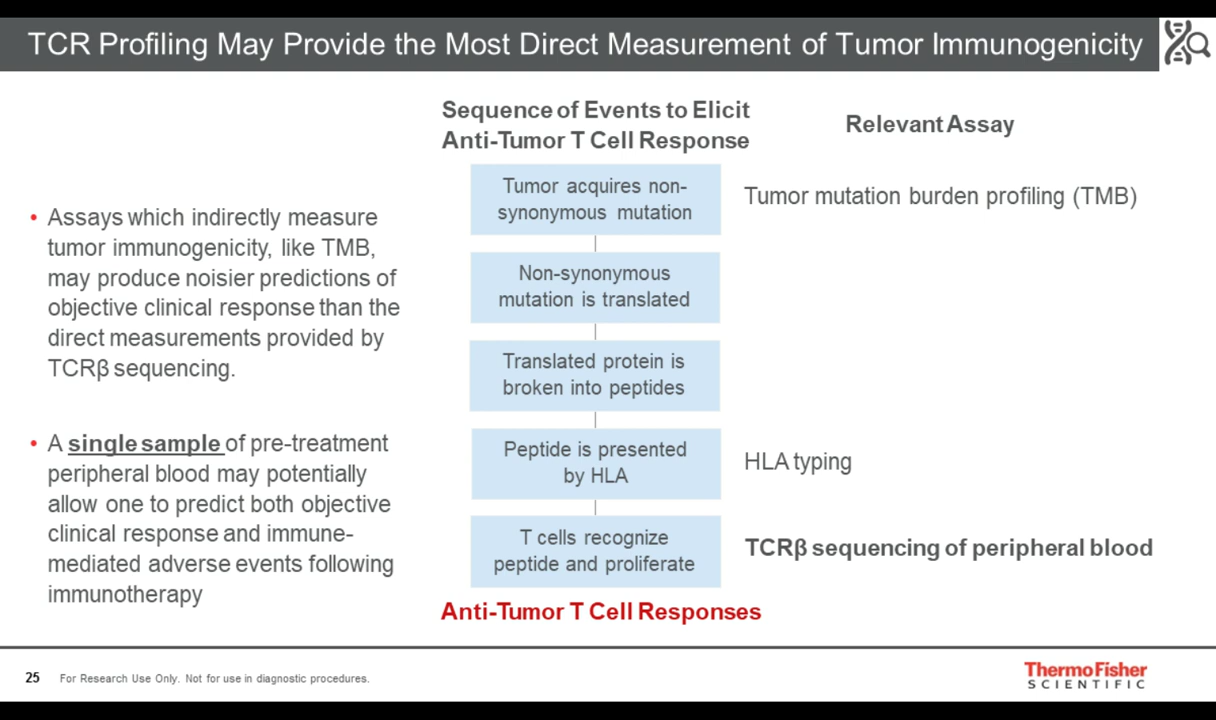 TCR Profiling May Provide the Most Direct Measurement of Tumor Immunogenicity
Sequence of Events to Elicit
Anti-Tumor T Cell Response
Relevant Assay
• Assays which indirectly measure
tumor immunogenicity, like TMB,
may produce noisier predictions of
objective clinical response than the
direct measurements provided by
TCRβ sequencing.
• A single sample of pre-treatment
peripheral blood may potentially
allow one to predict both objective
clinical response and immune-
mediated adverse events following
immunotherapy
Tumor acquires non-
synonymous mutation
Tumor mutation burden profiling (TMB)
Non-synonymous
mutation is translated
Translated protein is
broken into peptides
Peptide is presented
by HLA
HLA typing
T cells recognize
peptide and proliferate
TCRβ sequencing of peripheral blood
Anti-Tumor T Cell Responses
25
For Research Use Only. Not for use in diagnostic procedures.
ThermoFisher
SCIENTIFIC